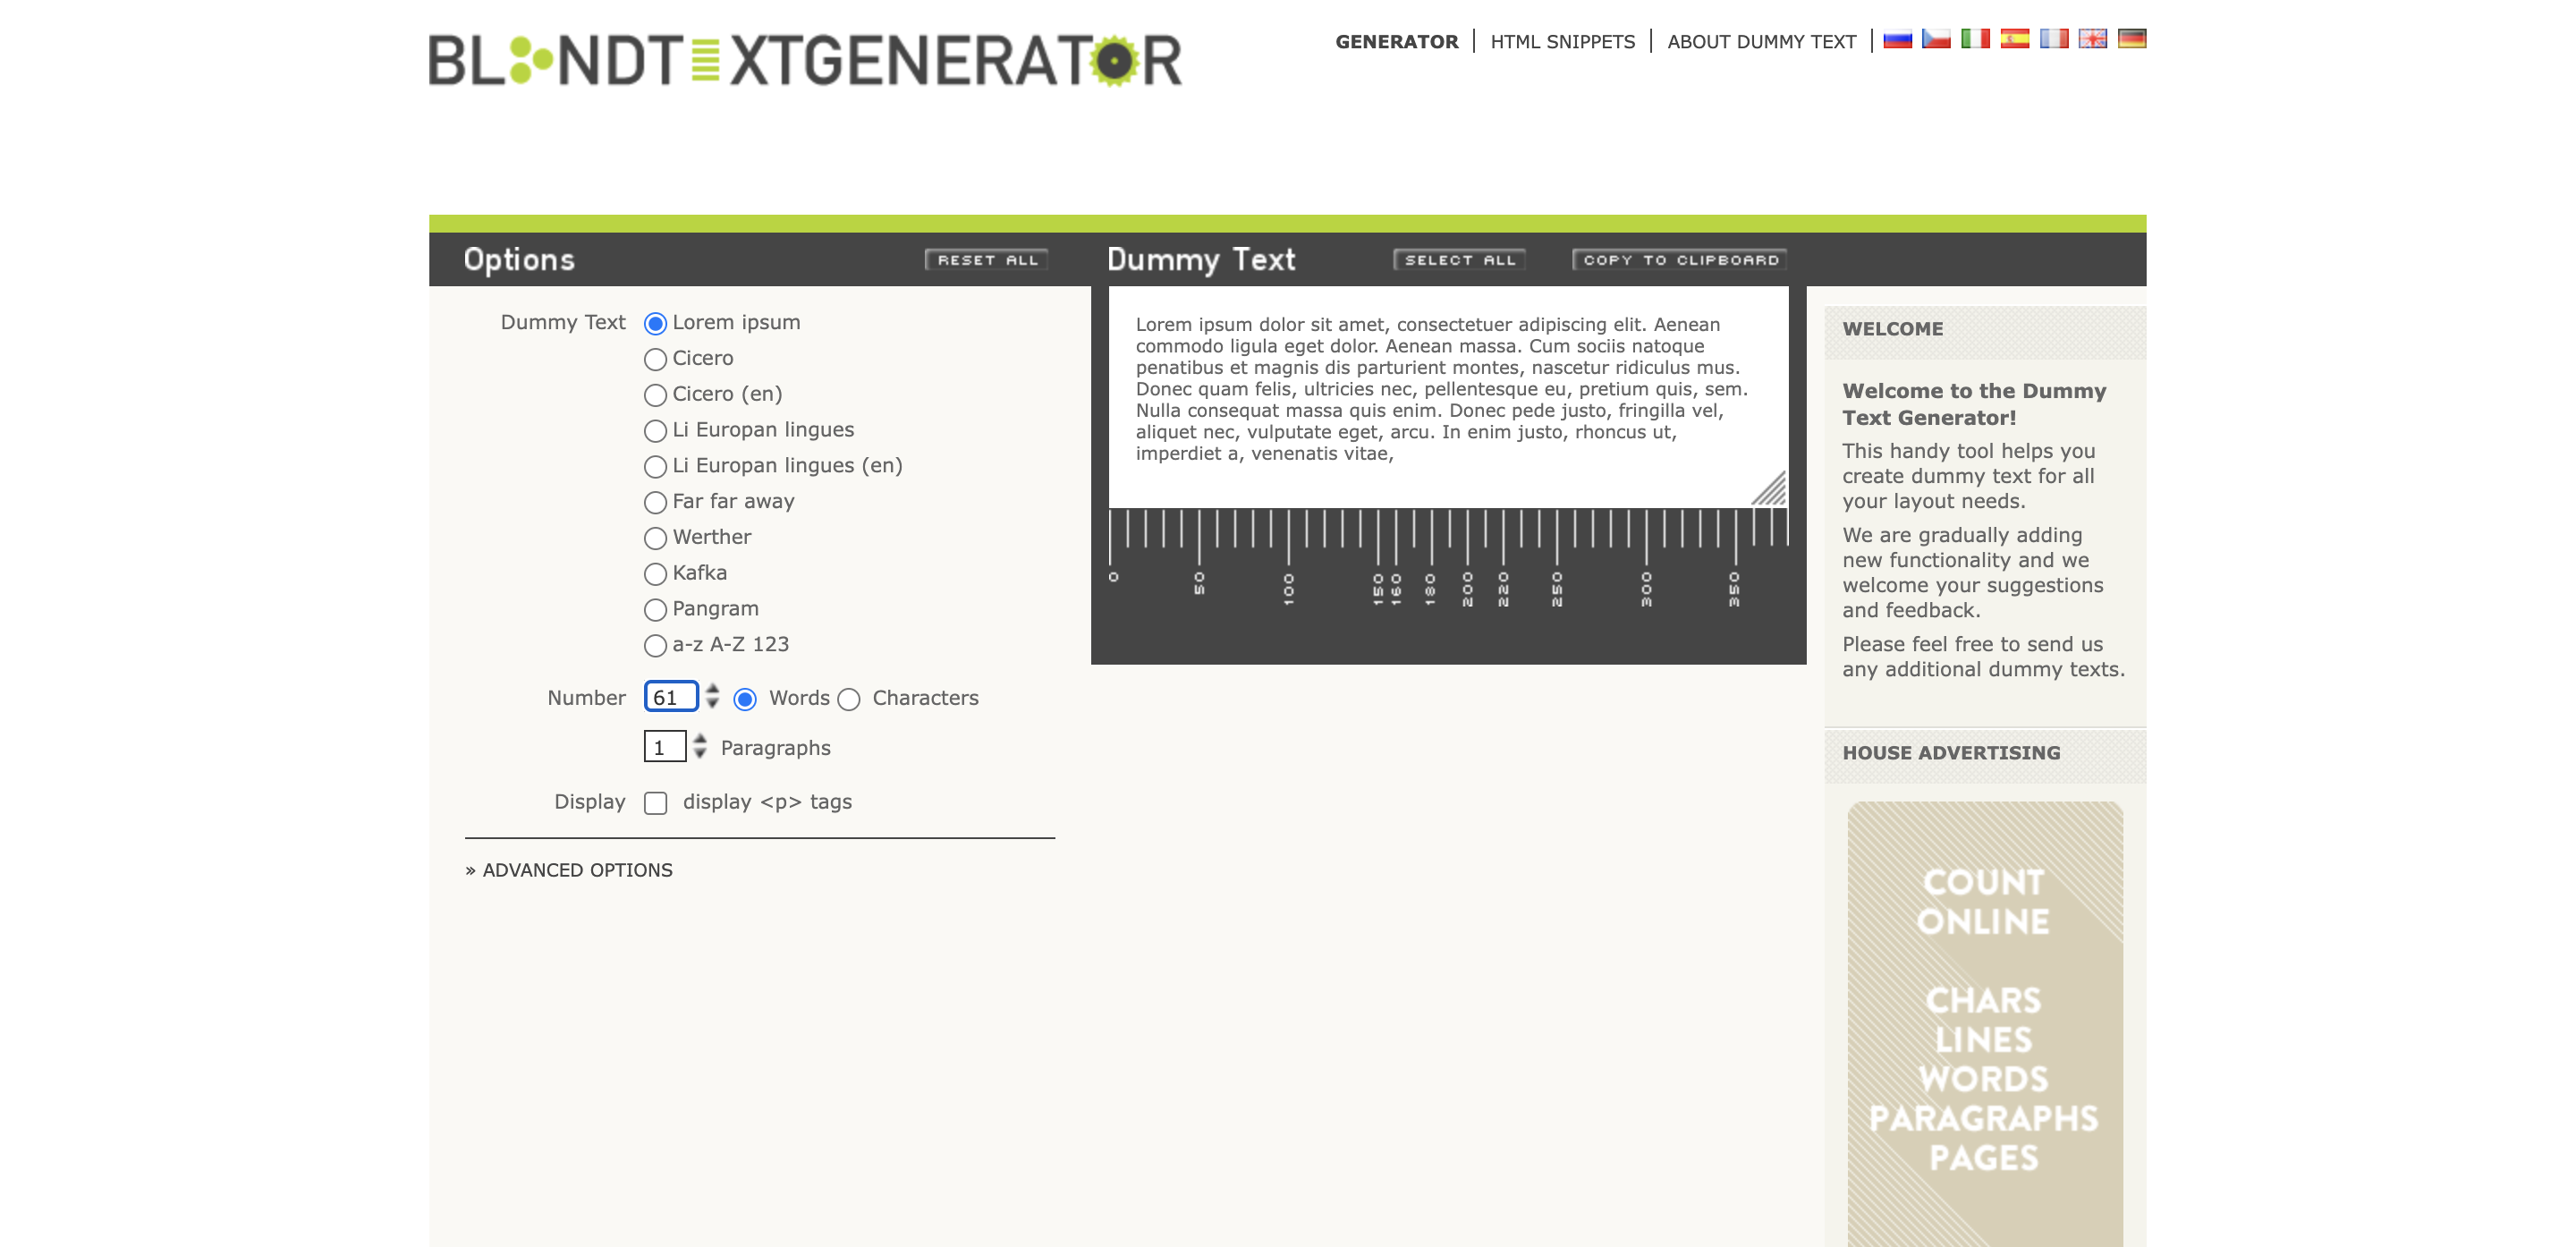 BLINDTEXTGENERATOR
GENERATOR | HTML SNIPPETS | ABOUT DUMMY TEXT |
Options
RESET ALL
Dummy Text
Lorem ipsum
Cicero
Cicero (en)
Li Europan lingues
Li Europan lingues (en)
Far far away
Werther
Kafka
Pangram
a-z A-Z 123
Number 61 Words Characters
1 Paragraphs
Display display <p> tags
» ADVANCED OPTIONS
Dummy Text
SELECT ALL
COPY TO CLIPBOARD
Lorem ipsum dolor sit amet, consectetuer adipiscing elit. Aenean
commodo ligula eget dolor. Aenean massa. Cum sociis natoque
penatibus et magnis dis parturient montes, nascetur ridiculus mus.
Donec quam felis, ultricies nec, pellentesque eu, pretium quis, sem.
Nulla consequat massa quis enim. Donec pede justo, fringilla vel,
aliquet nec, vulputate eget, arcu. In enim justo, rhoncus ut,
imperdiet a, venenatis vitae,
0 50 100 150 160 180 200 220 250 300 350
WELCOME
Welcome to the Dummy
Text Generator!
This handy tool helps you
create dummy text for all
your layout needs.
We are gradually adding
new functionality and we
welcome your suggestions
and feedback.
Please feel free to send us
any additional dummy texts.
HOUSE ADVERTISING
COUNT
ONLINE
CHARS
LINES
WORDS
PARAGRAPHS
PAGES